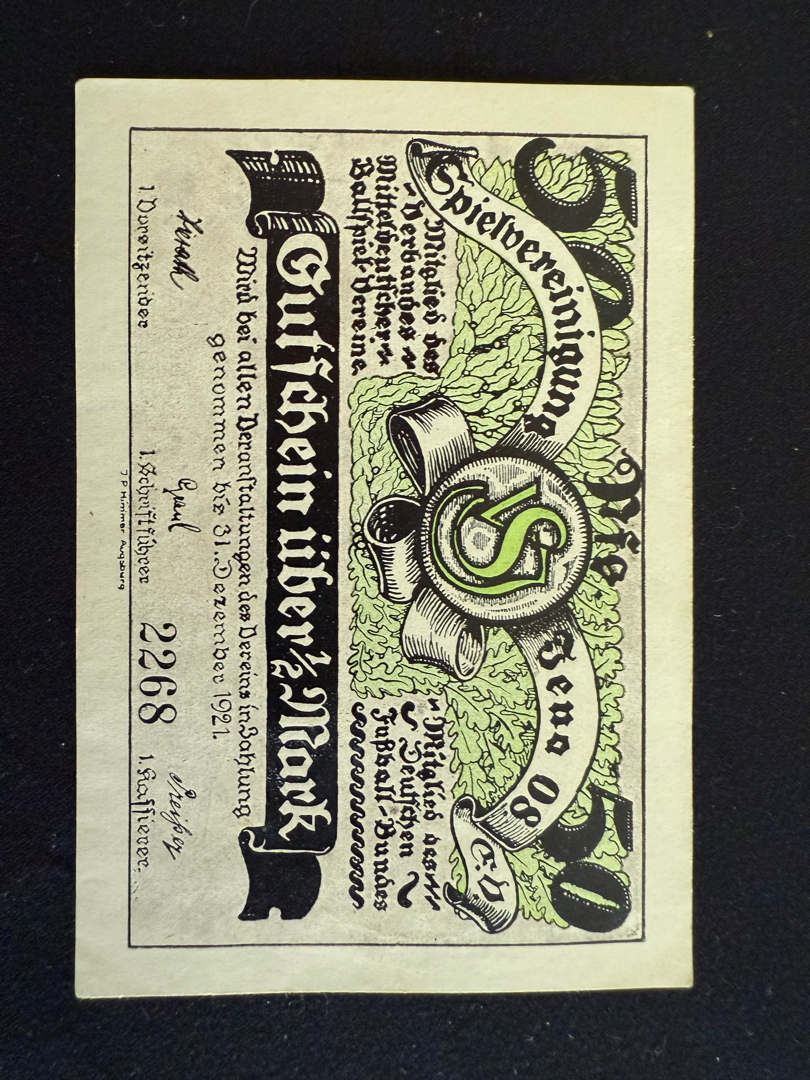 50 Pfg. 50
Spielvereinigung Jena 08 E.V.
VS
Mitglied des
Verbandes
Mitteldeutscher
Ballspiel-Vereine
Mitglied des
Deutschen
Fußball-Bundes
Gutschein über ½ Mark
Wird bei allen Veranstaltungen des Vereins in Zahlung
genommen bis 31. Dezember 1921.
1. Vorsitzender 1. Schriftführer 2268 1. Kassierer.
J P Himmer Augsburg